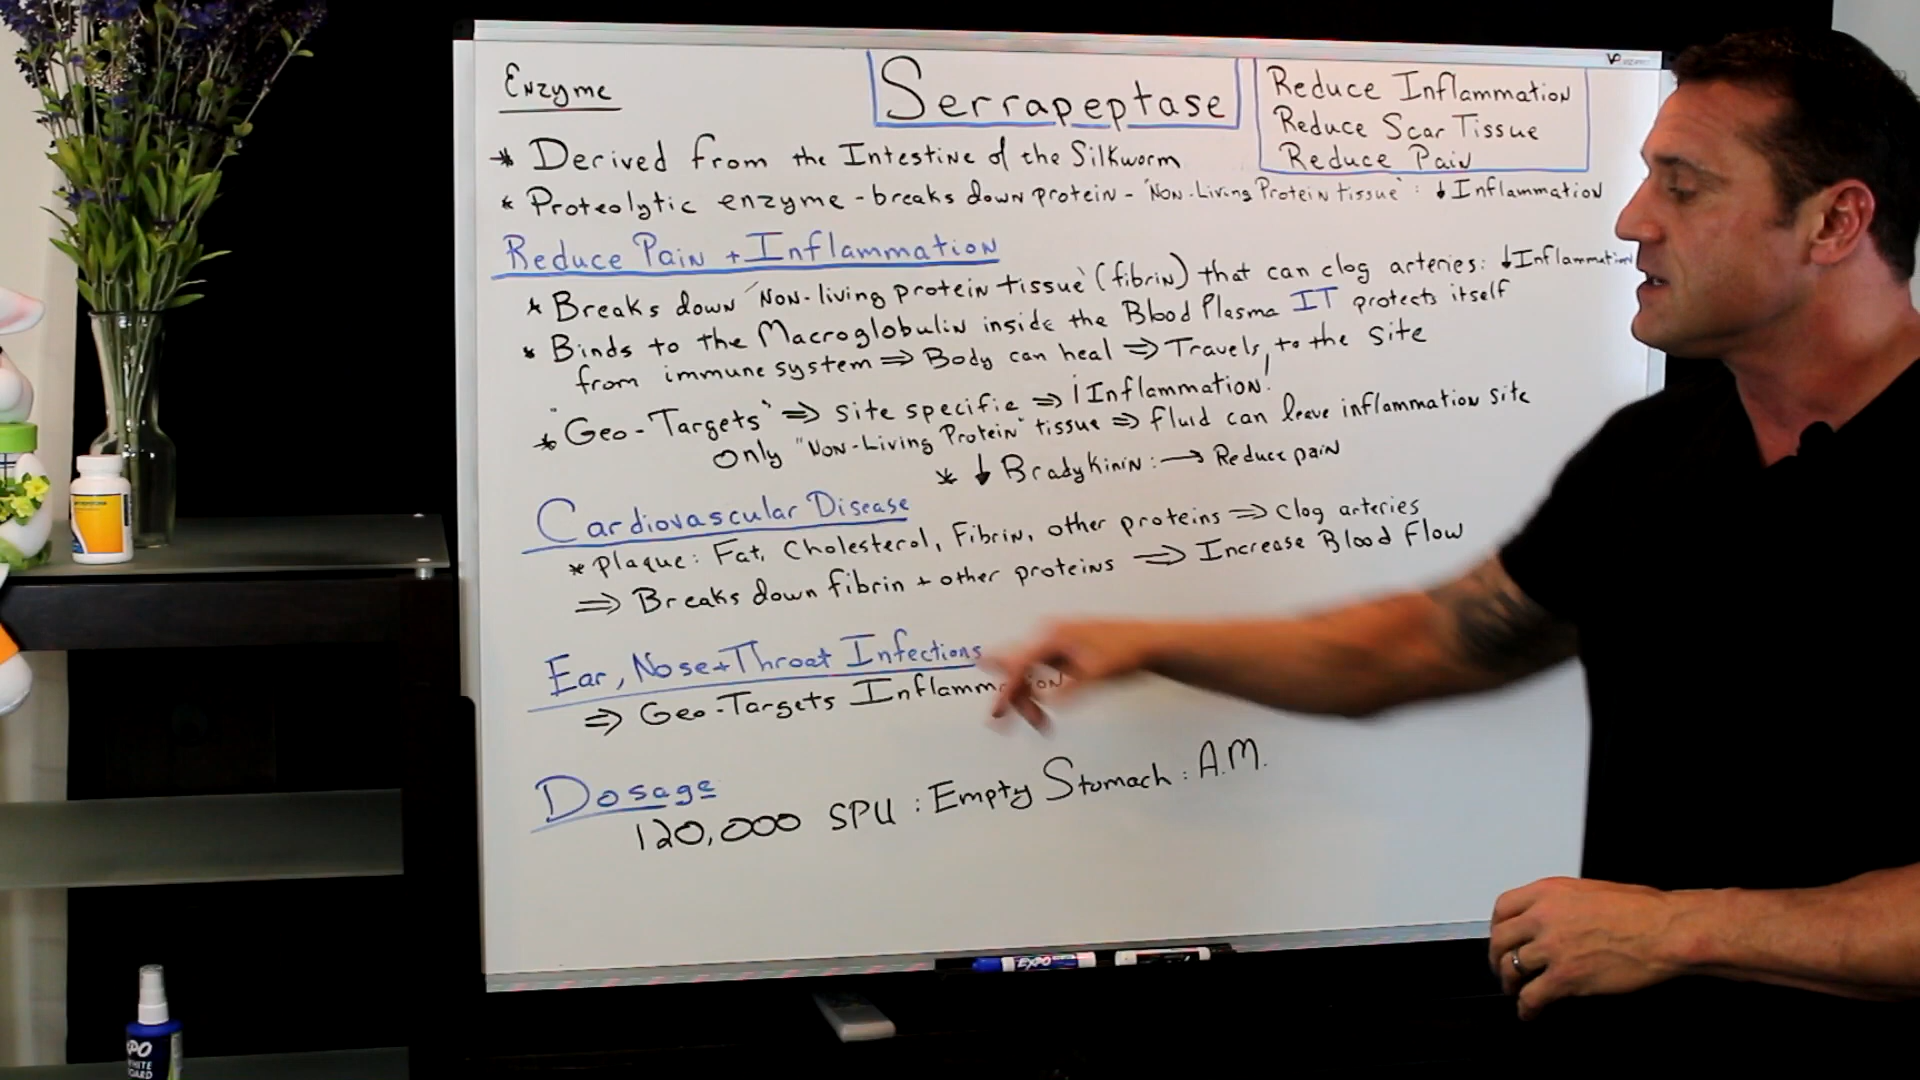 Enzyme
Serrapeptase
Reduce Inflammation
Reduce Scar Tissue
Reduce Pain
* Derived from the Intestine of the Silkworm
* Proteolytic enzyme - breaks down protein - "Non-Living Protein tissue" : ↓ Inflammation
Reduce Pain + Inflammation
* Breaks down "Non-living protein tissue" (fibrin) that can clog arteries: ↓ Inflammation
* Binds to the Macroglobulin inside the Blood Plasma IT protects itself
from immune system ⇒ Body can heal ⇒ Travels to the site
* "Geo-Targets" ⇒ site specific ⇒ ↓ Inflammation!
Only "Non-Living Protein" tissue ⇒ fluid can leave inflammation site
* ↓ Bradykinin: → Reduce pain
Cardiovascular Disease
* Plaque: Fat, Cholesterol, Fibrin, other proteins ⇒ Clog arteries
⇒ Breaks down fibrin + other proteins ⇒ Increase Blood Flow
Ear, Nose + Throat Infections
⇒ Geo-Targets Inflammation
Dosage
120,000 SPU : Empty Stomach : A.M.
EXPO
XPO
WHITE
BOARD